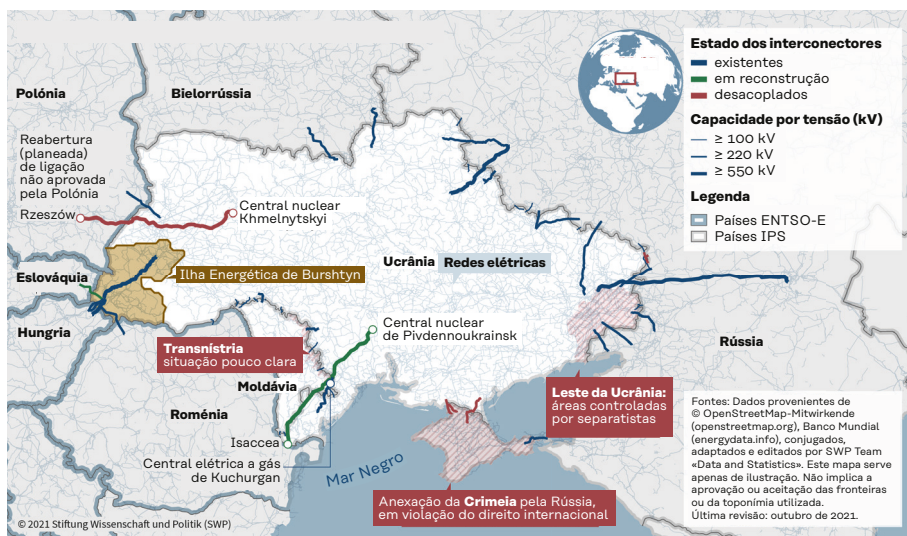 Polónia
Bielorrússia
Reabertura
(planeada)
de ligação
não aprovada
pela Polónia
Rzeszów
Central nuclear
Khmelnytskyi
Eslováquia
Ilha Energética de Burshtyn
Ucrânia
Redes elétricas
Hungria
Central nuclear
de Pivdennoukrainsk
Transnístria
situação pouco clara
Moldávia
Rússia
Roménia
Leste da Ucrânia:
áreas controladas
por separatistas
Isaccea
Central elétrica a gás
de Kuchurgan
Mar Negro
Anexação da Crimeia pela Rússia,
em violação do direito internacional
© 2021 Stiftung Wissenschaft und Politik (SWP)
Estado dos interconectores
existentes
em reconstrução
desacoplados
Capacidade por tensão (kV)
≥ 100 kV
≥ 220 kV
≥ 550 kV
Legenda
Países ENTSO-E
Países IPS
Fontes: Dados provenientes de
© OpenStreetMap-Mitwirkende
(openstreetmap.org), Banco Mundial
(energydata.info), conjugados,
adaptados e editados por SWP Team
«Data and Statistics». Este mapa serve
apenas de ilustração. Não implica a
aprovação ou aceitação das fronteiras
ou da toponímia utilizada.
Última revisão: outubro de 2021.